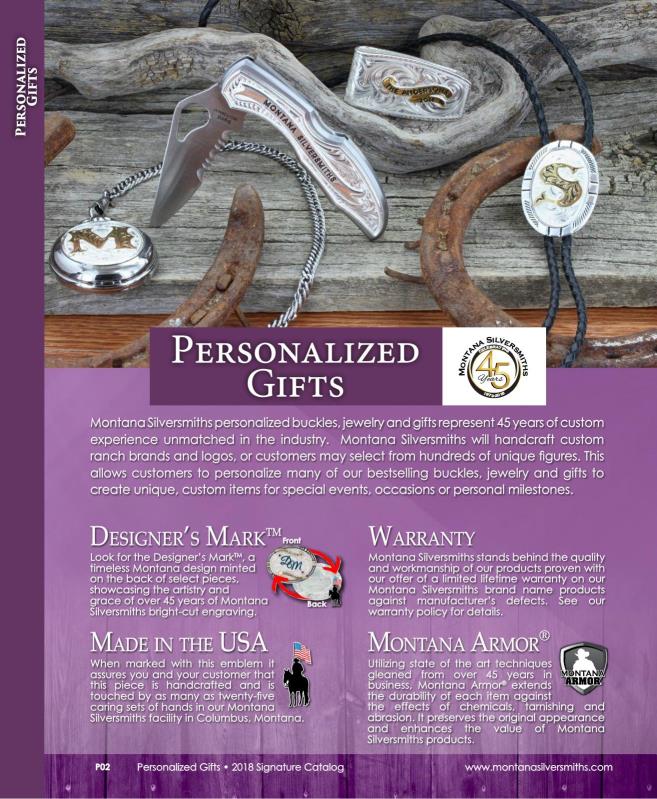 PERSONALIZED
GIFTS
MONTANA SILVERSMITHS
THE ANDERSONS
M
S
PERSONALIZED
GIFTS
MONTANA SILVERSMITHS
45
Years
Montana Silversmiths personalized buckles, jewelry and gifts represent 45 years of custom
experience unmatched in the industry. Montana Silversmiths will handcraft custom
ranch brands and logos, or customers may select from hundreds of unique figures. This
allows customers to personalize many of our bestselling buckles, jewelry and gifts to
create unique, custom items for special events, occasions or personal milestones.
DESIGNER'S MARK™
Look for the Designer's Mark™, a
timeless Montana design minted
on the back of select pieces,
showcasing the artistry and
grace of over 45 years of Montana
Silversmiths bright-cut engraving.
Front
Back
WARRANTY
Montana Silversmiths stands behind the quality
and workmanship of our products proven with
our offer of a limited lifetime warranty on our
Montana Silversmiths brand name products
against manufacturer's defects. See our
warranty policy for details.
MADE IN THE USA
When marked with this emblem it
assures you and your customer that
this piece is handcrafted and is
touched by as many as twenty-five
caring sets of hands in our Montana
Silversmiths facility in Columbus, Montana.
MONTANA ARMOR®
Utilizing state of the art techniques
gleaned from over 45 years in
business, Montana Armor® extends
the durability of each item against
the effects of chemicals, tarnishing and
abrasion. It preserves the original appearance
and enhances the value of Montana
Silversmiths products.
MONTANA
ARMOR
P02
Personalized Gifts • 2018 Signature Catalog
www.montanasilversmiths.com